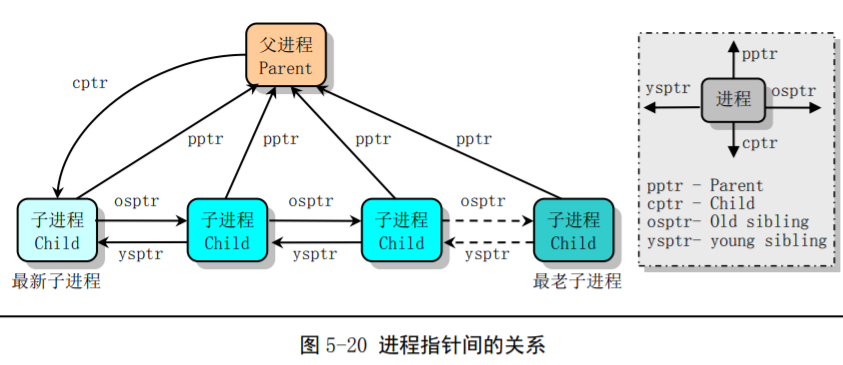 父进程
Parent
cptr
pptr
pptr
pptr
pptr
子进程
Child
osptr
ysptr
子进程
Child
osptr
ysptr
子进程
Child
osptr
ysptr
子进程
Child
最新子进程
最老子进程
pptr
ysptr
进程
osptr
cptr
pptr - Parent
cptr - Child
osptr- Old sibling
ysptr- young sibling
图 5-20 进程指针间的关系